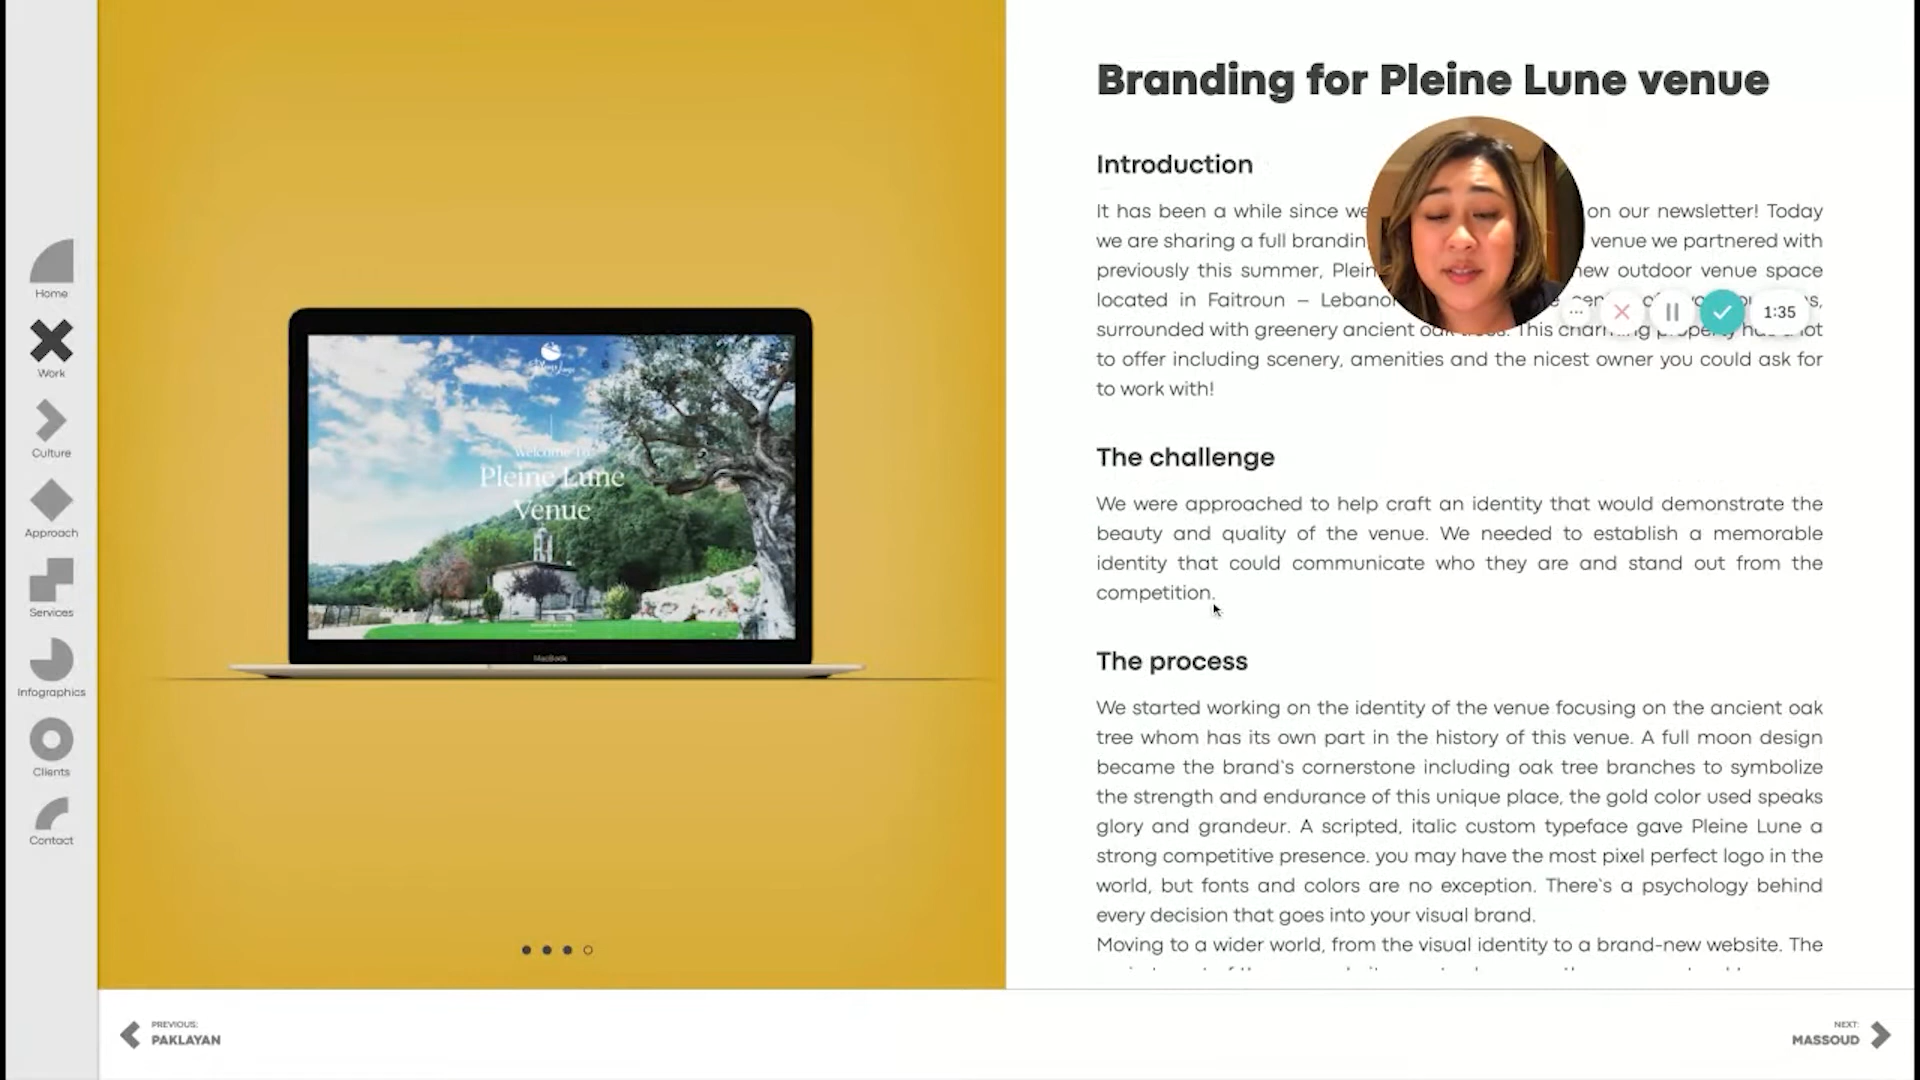 Home
Work
Culture
Approach
Services
Infographics
Clients
Contact
Welcome To
Pleine Lune
Venue
MacBook
Branding for Pleine Lune venue
Introduction
It has been a while since we on our newsletter! Today
we are sharing a full brandin venue we partnered with
previously this summer, Plein new outdoor venue space
located in Faitroun – Lebanon
surrounded with greenery ancient oak trees. This charming property has a lot
to offer including scenery, amenities and the nicest owner you could ask for
to work with!
1:35
The challenge
We were approached to help craft an identity that would demonstrate the
beauty and quality of the venue. We needed to establish a memorable
identity that could communicate who they are and stand out from the
competition.
The process
We started working on the identity of the venue focusing on the ancient oak
tree whom has its own part in the history of this venue. A full moon design
became the brand`s cornerstone including oak tree branches to symbolize
the strength and endurance of this unique place, the gold color used speaks
glory and grandeur. A scripted, italic custom typeface gave Pleine Lune a
strong competitive presence. you may have the most pixel perfect logo in the
world, but fonts and colors are no exception. There`s a psychology behind
every decision that goes into your visual brand.
Moving to a wider world, from the visual identity to a brand-new website. The
PREVIOUS:
PAKLAYAN
NEXT:
MASSOUD